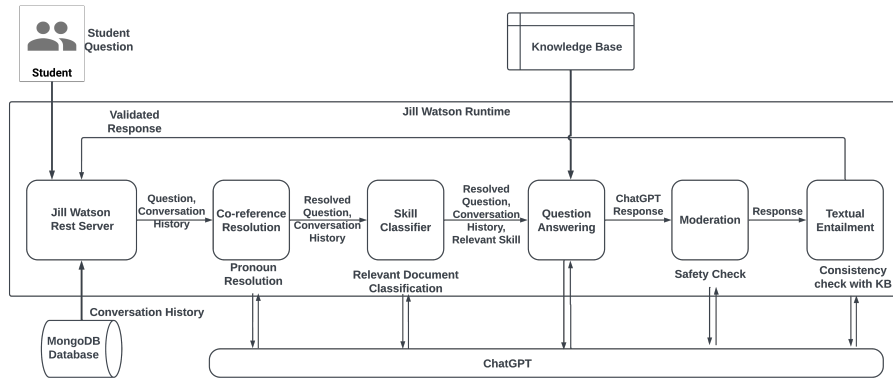 Student
Question
Student
Knowledge Base
Jill Watson Runtime
Validated
Response
Jill Watson
Rest Server
Question,
Conversation
History
Co-reference
Resolution
Resolved
Question,
Conversation
History
Skill
Classifier
Resolved
Question,
Conversation
History,
Relevant Skill
Question
Answering
ChatGPT
Response
Moderation
Response
Textual
Entailment
Pronoun
Resolution
Relevant Document
Classification
Safety Check
Consistency
check with KB
Conversation History
MongoDB
Database
ChatGPT